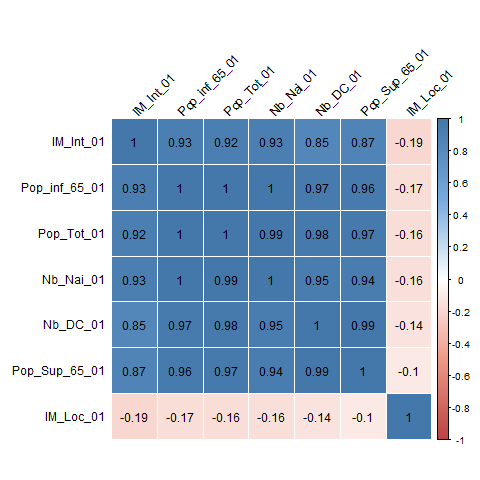 IM_Int_01 Pop_inf_65_01 Pop_Tot_01 Nb_Nai_01 Nb_DC_01 Pop_Sup_65_01 IM_Loc_01
IM_Int_01 1 0.93 0.92 0.93 0.85 0.87 -0.19
Pop_inf_65_01 0.93 1 1 1 0.97 0.96 -0.17
Pop_Tot_01 0.92 1 1 0.99 0.98 0.97 -0.16
Nb_Nai_01 0.93 1 0.99 1 0.95 0.94 -0.16
Nb_DC_01 0.85 0.97 0.98 0.95 1 0.99 -0.14
Pop_Sup_65_01 0.87 0.96 0.97 0.94 0.99 1 -0.1
IM_Loc_01 -0.19 -0.17 -0.16 -0.16 -0.14 -0.1 1
1
0.8
0.6
0.4
0.2
0
-0.2
-0.4
-0.6
-0.8
-1